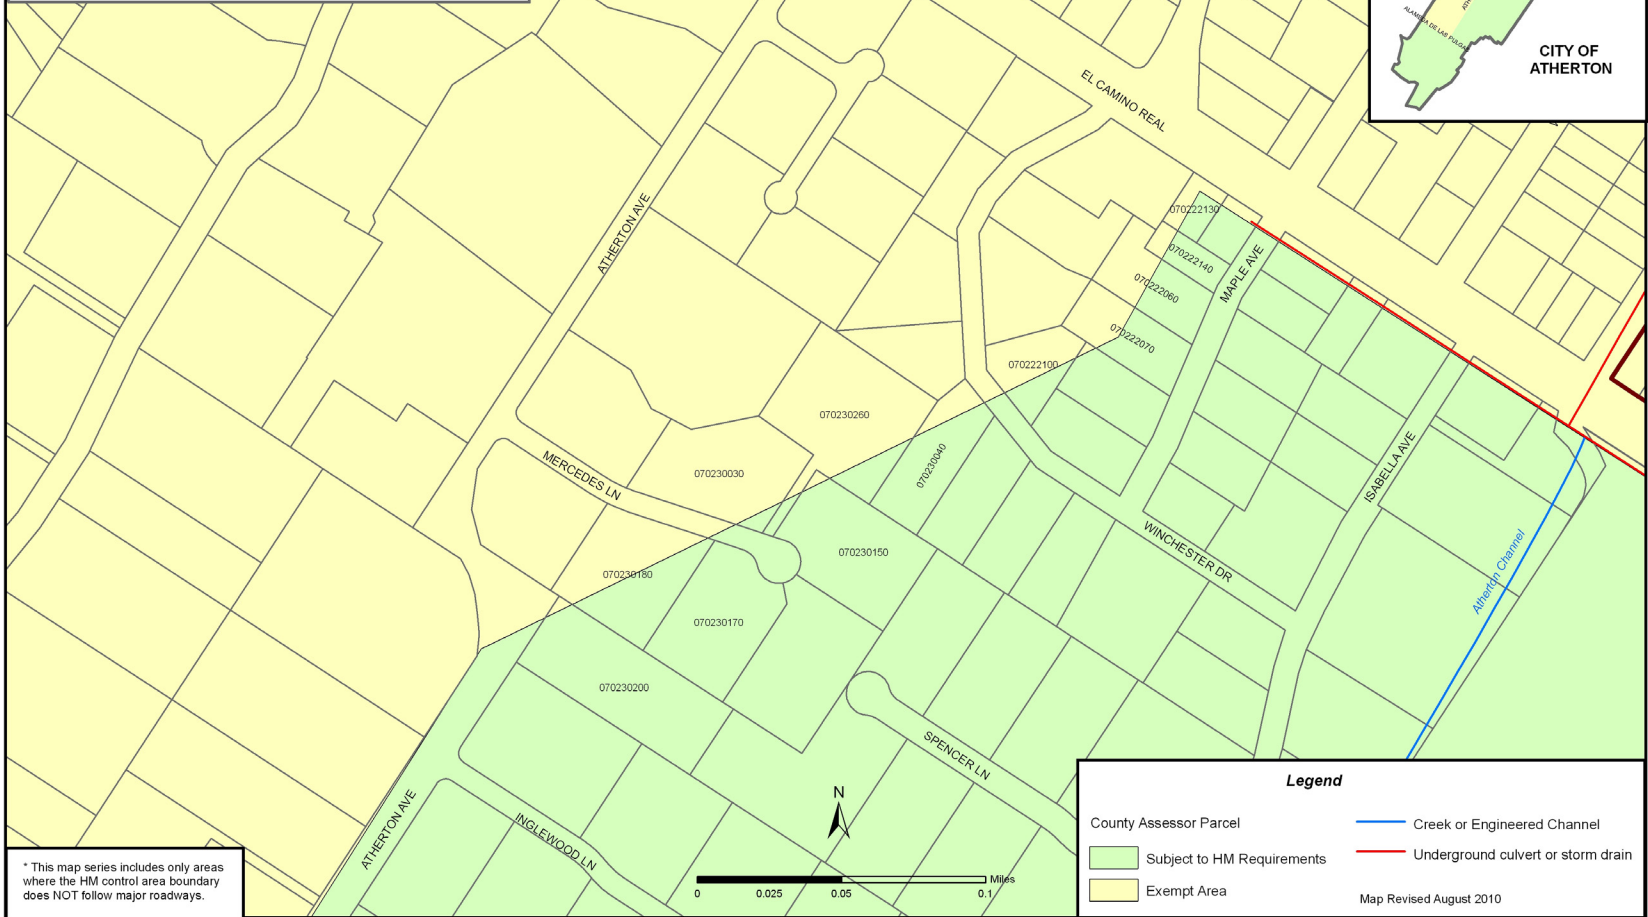 ALAMEDA DE LAS PULGAS
CITY OF
ATHERTON
EL CAMINO REAL
ATHERTON AVE
070222130
070222140
MAPLE AVE
070222060
070222070
070222100
070230260
070230040
ISABELLA AVE
MERCEDES LN
070230030
WINCHESTER DR
070230150
070230180
Atherton Channel
070230170
070230200
SPENCER LN
ATHERTON AVE
INGLEWOOD LN
N
Miles
0 0.025 0.05 0.1
* This map series includes only areas
where the HM control area boundary
does NOT follow major roadways.
Legend
County Assessor Parcel
Subject to HM Requirements
Exempt Area
Creek or Engineered Channel
Underground culvert or storm drain
Map Revised August 2010